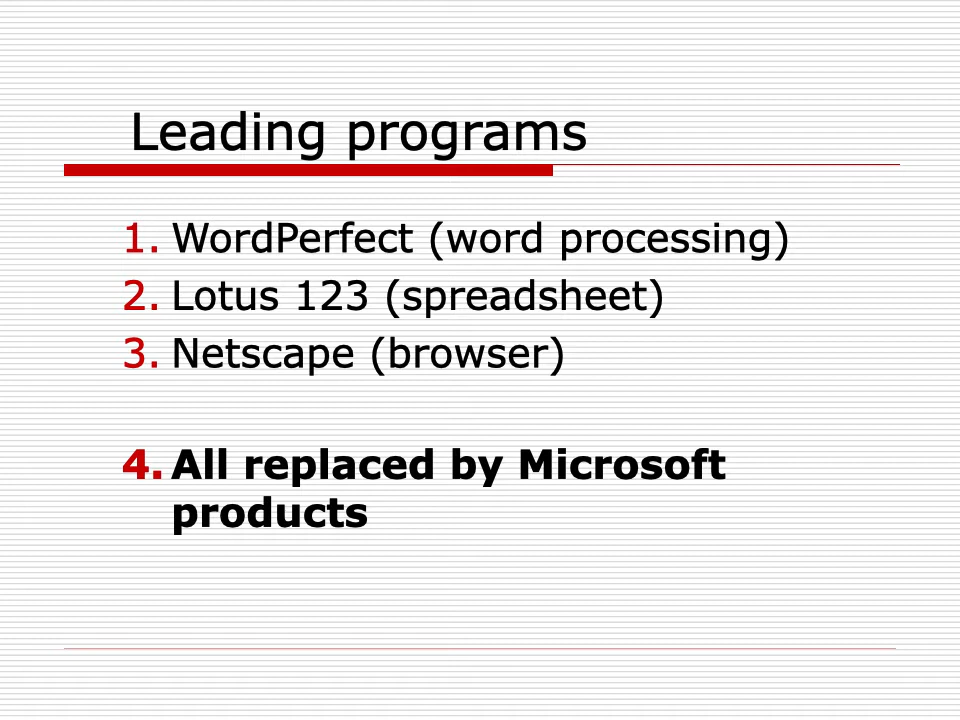 Leading programs
1. WordPerfect (word processing)
2. Lotus 123 (spreadsheet)
3. Netscape (browser)
4. All replaced by Microsoft
products